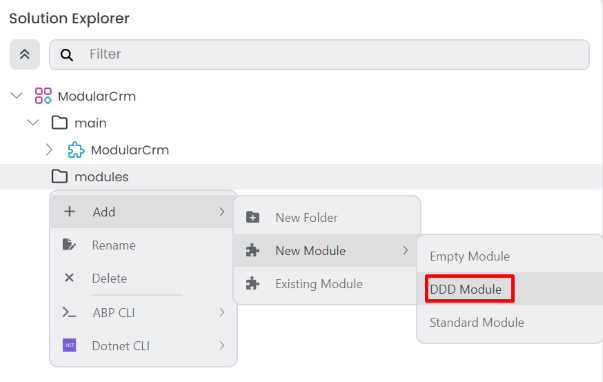 Solution Explorer
Filter
ModularCrm
main
ModularCrm
modules
Add
Rename
Delete
ABP CLI
.NET
Dotnet CLI
New Folder
New Module
Existing Module
Empty Module
DDD Module
Standard Module